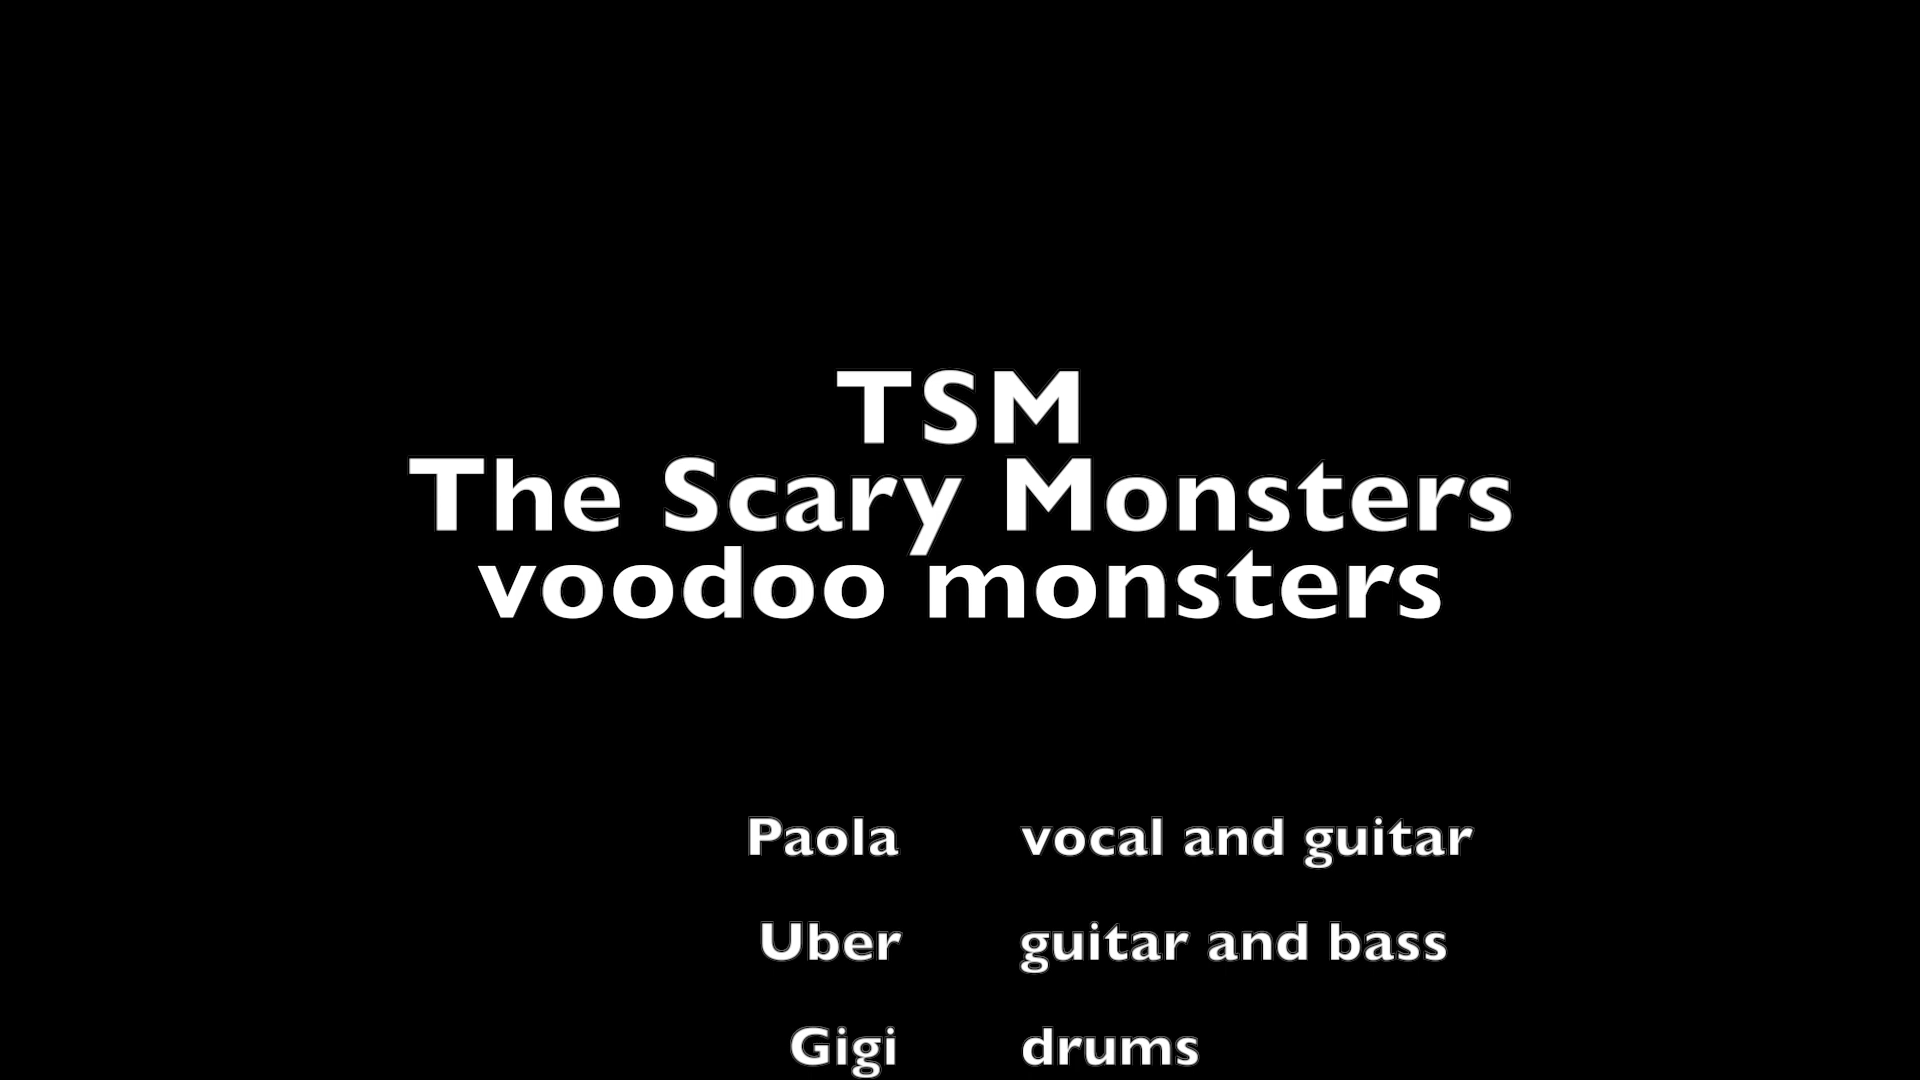 TSM
The Scary Monsters
voodoo monsters
Paola vocal and guitar
Uber guitar and bass
Gigi drums